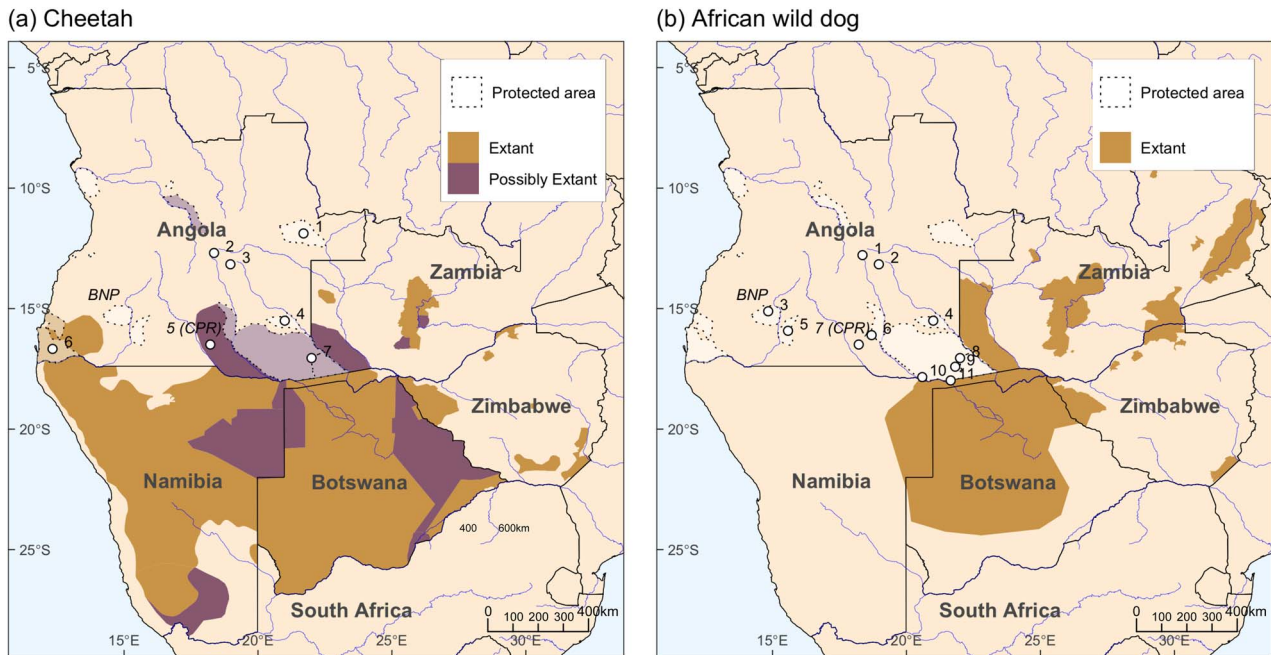 (a) Cheetah
5°S
10°S
15°S
20°S
25°S
Protected area
Extant
Possibly Extant
1
Angola
2
3
Zambia
BNP
5 (CPR)
4
6
7
Zimbabwe
Namibia
Botswana
400 600km
South Africa
0 100 200 300 400km
15°E 20°E 25°E 30°E
(b) African wild dog
5°S
10°S
15°S
20°S
25°S
Protected area
Extant
Angola
1
2
Zambia
BNP
3
4
5
7 (CPR)
6
8
9
10
11
Zimbabwe
Namibia
Botswana
South Africa
0 100 200 300 400km
15°E 20°E 25°E 30°E